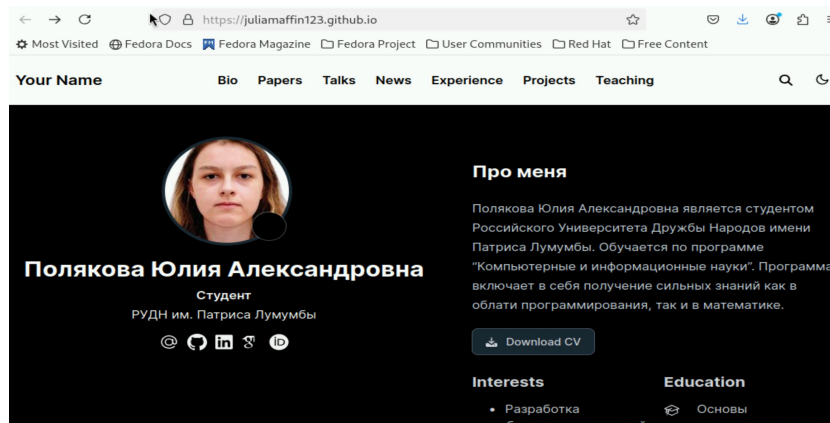 https://juliamaffin123.github.io
Most Visited Fedora Docs Fedora Magazine Fedora Project User Communities Red Hat Free Content
Your Name Bio Papers Talks News Experience Projects Teaching
Полякова Юлия Александровна
Студент
РУДН им. Патриса Лумумбы
Про меня
Полякова Юлия Александровна является студентом
Российского Университета Дружбы Народов имени
Патриса Лумумбы. Обучается по программе
“Компьютерные и информационные науки”. Программа
включает в себя получение сильных знаний как в
облати программирования, так и в математике.
Download CV
Interests
Разработка
Education
Основы